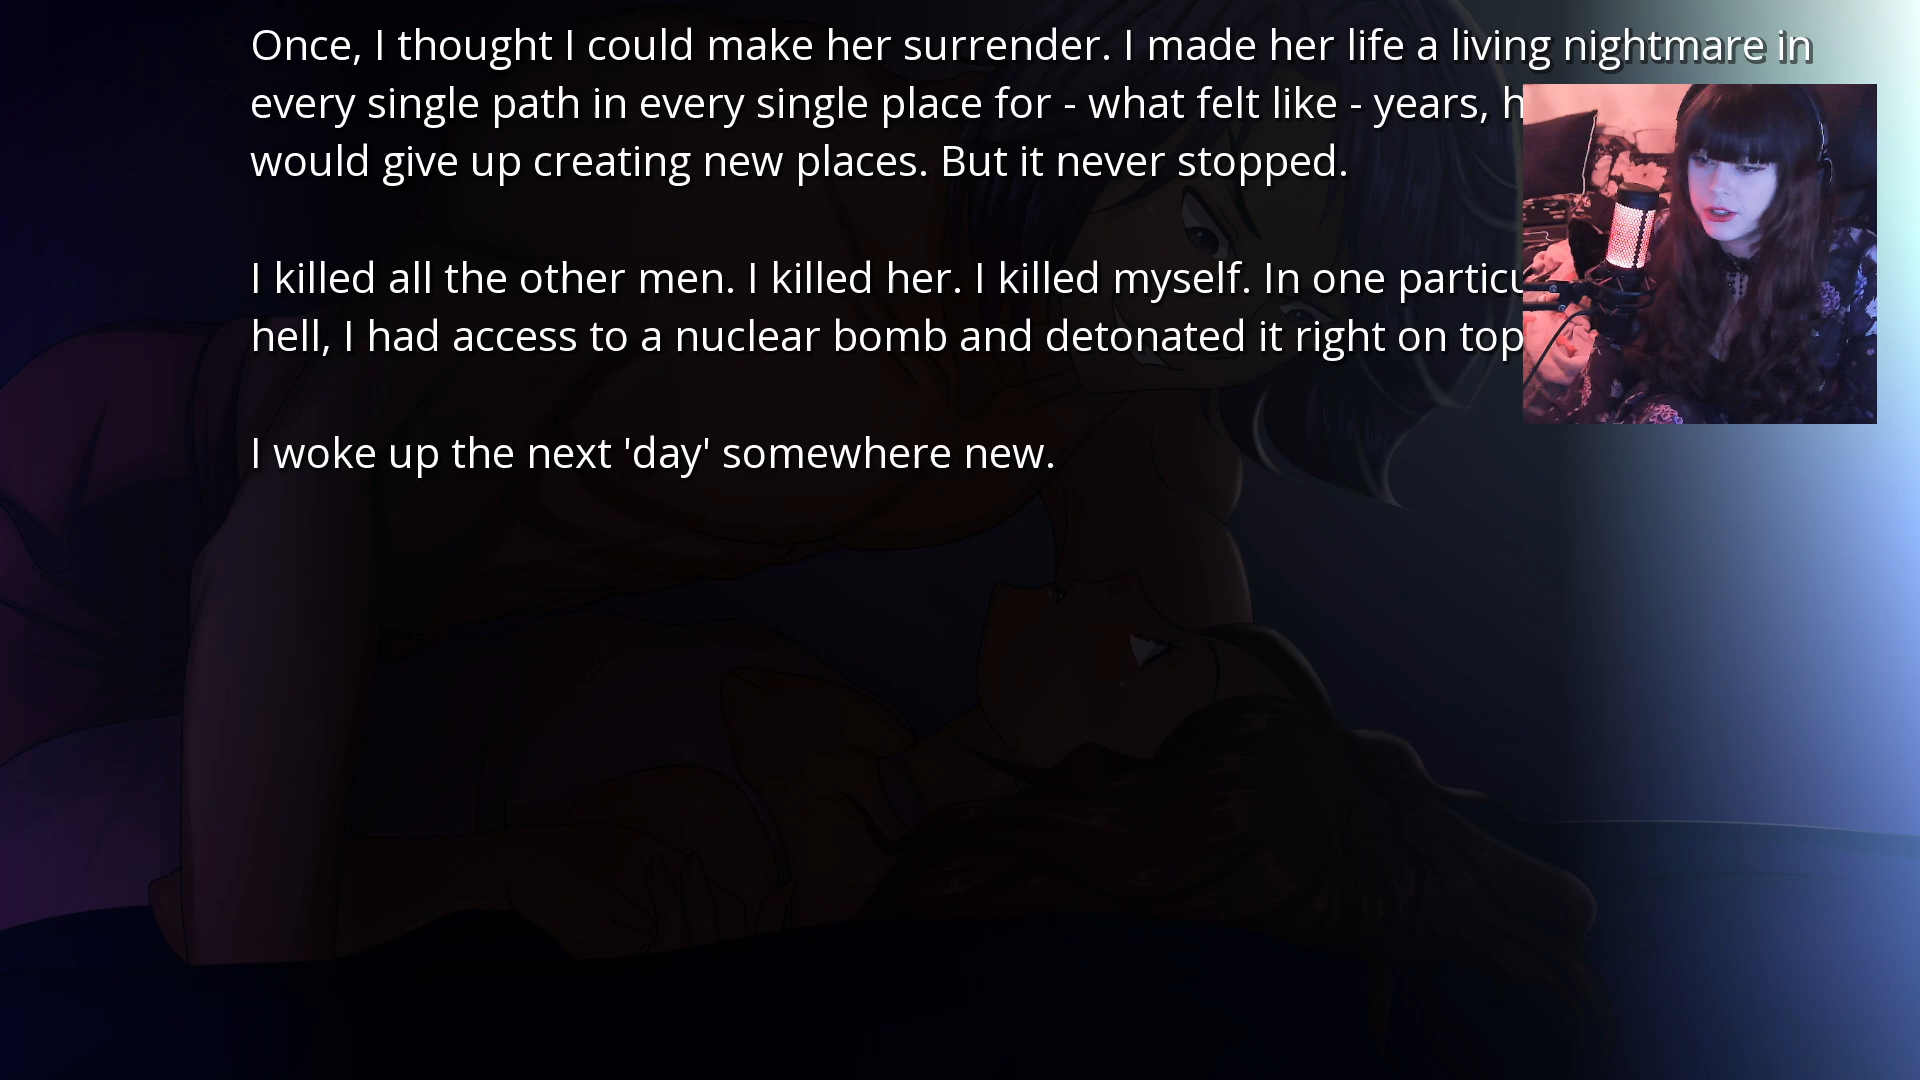 Once, I thought I could make her surrender. I made her life a living nightmare in
every single path in every single place for - what felt like - years,
would give up creating new places. But it never stopped.
I killed all the other men. I killed her. I killed myself. In one
hell, I had access to a nuclear bomb and detonated it right on top
I woke up the next 'day' somewhere new.